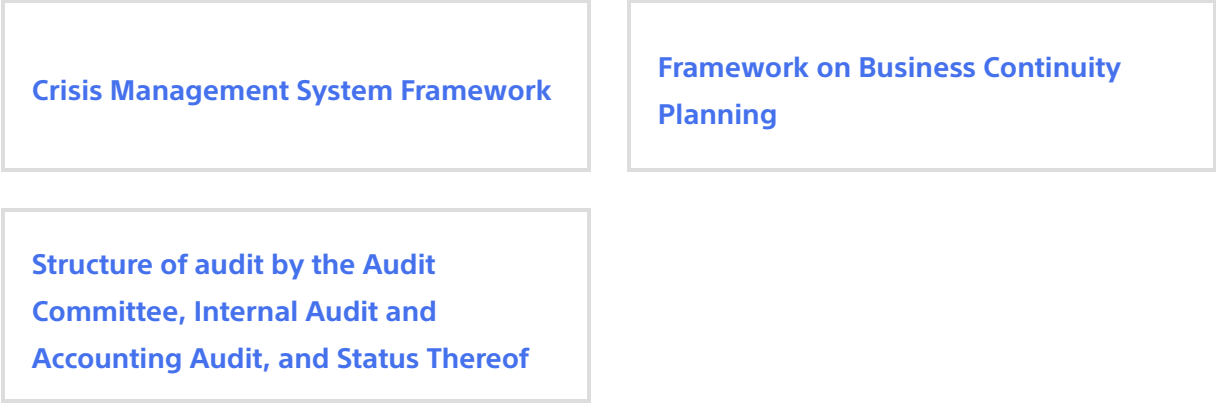 Crisis Management System Framework
Framework on Business Continuity
Planning
Structure of audit by the Audit
Committee, Internal Audit and
Accounting Audit, and Status Thereof